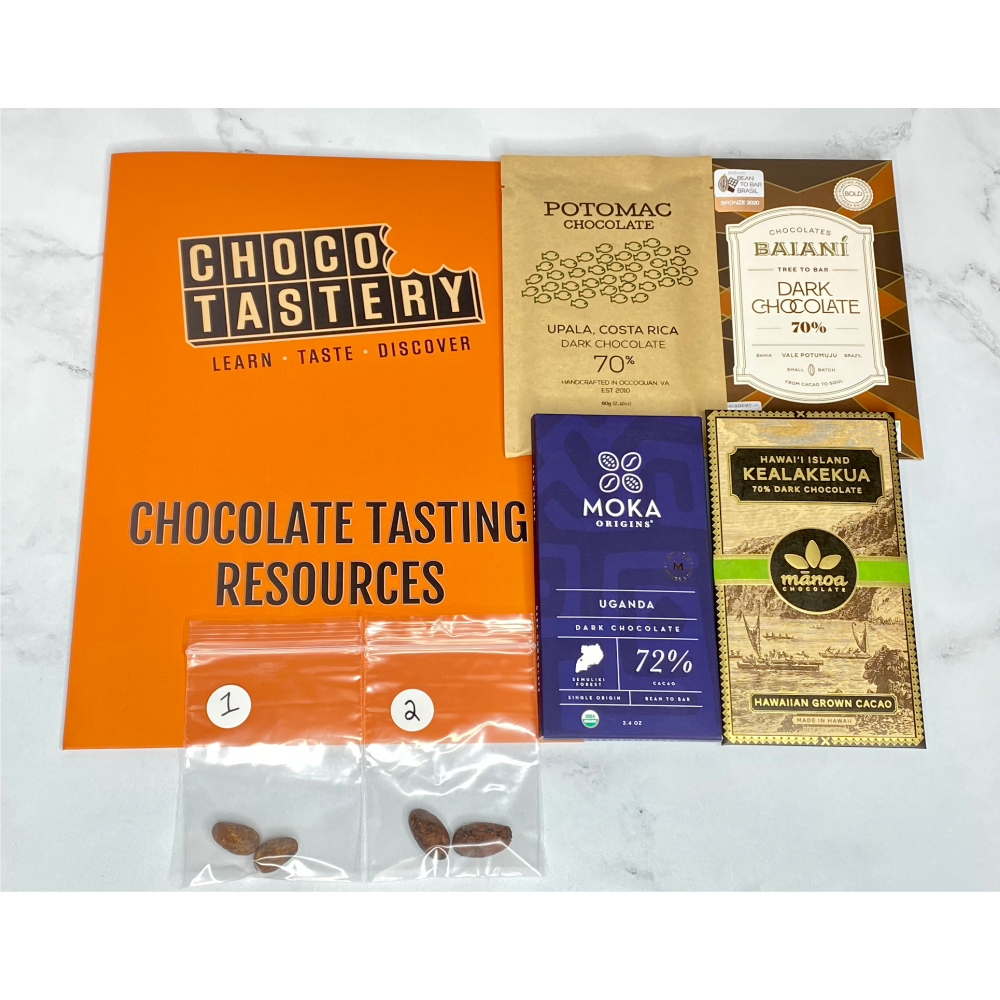 CHOCO
TASTERY
LEARN · TASTE · DISCOVER
CHOCOLATE TASTING
RESOURCES
1
2
POTOMAC
CHOCOLATE
UPALA, COSTA RICA
DARK CHOCOLATE
70%
HANDCRAFTED IN OCCOQUAN, VA
EST 2010
60g
BEAN
TO BAR
BRASIL
BRONZE 2020
BOLD
CHOCOLATES
BAIANÍ
TREE TO BAR
DARK
CHOCOLATE
70%
BAHIA VALE POTUMUJU BRAZIL
SMALL BATCH
FROM CACAO TO SOUL
MOKA
ORIGINS
M
UGANDA
DARK CHOCOLATE
SEMULIKI
FOREST
72%
CACAO
SINGLE ORIGIN BEAN TO BAR
USDA
ORGANIC
2.4 OZ
HAWAI'I ISLAND
KEALAKEKUA
70% DARK CHOCOLATE
mānoa
CHOCOLATE
HAWAIIAN GROWN CACAO
MADE IN HAWAII